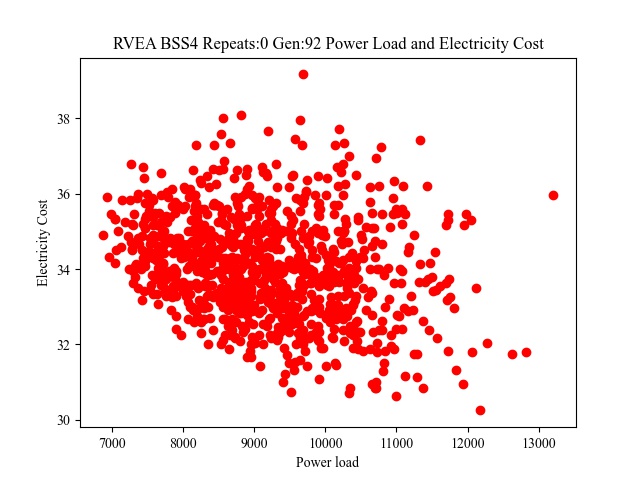 RVEA BSS4 Repeats:0 Gen:92 Power Load and Electricity Cost
38
36
34
32
30
Electricity Cost
7000 8000 9000 10000 11000 12000 13000
Power load